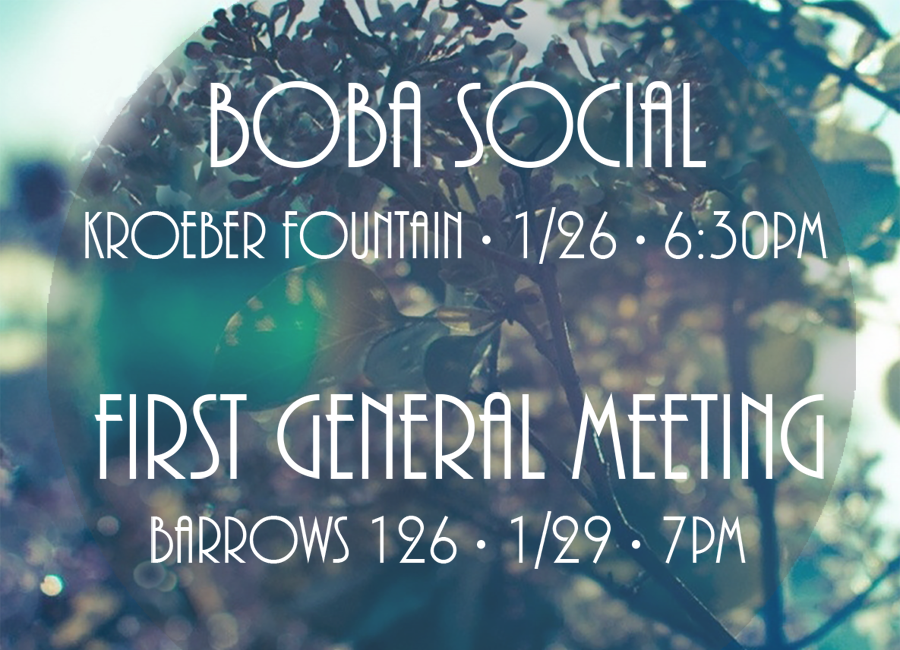 BOBA SOCIAL
KROEBER FOUNTAIN • 1/26 • 6:30PM
FIRST GENERAL MEETING
BARROWS 126 • 1/29 • 7PM